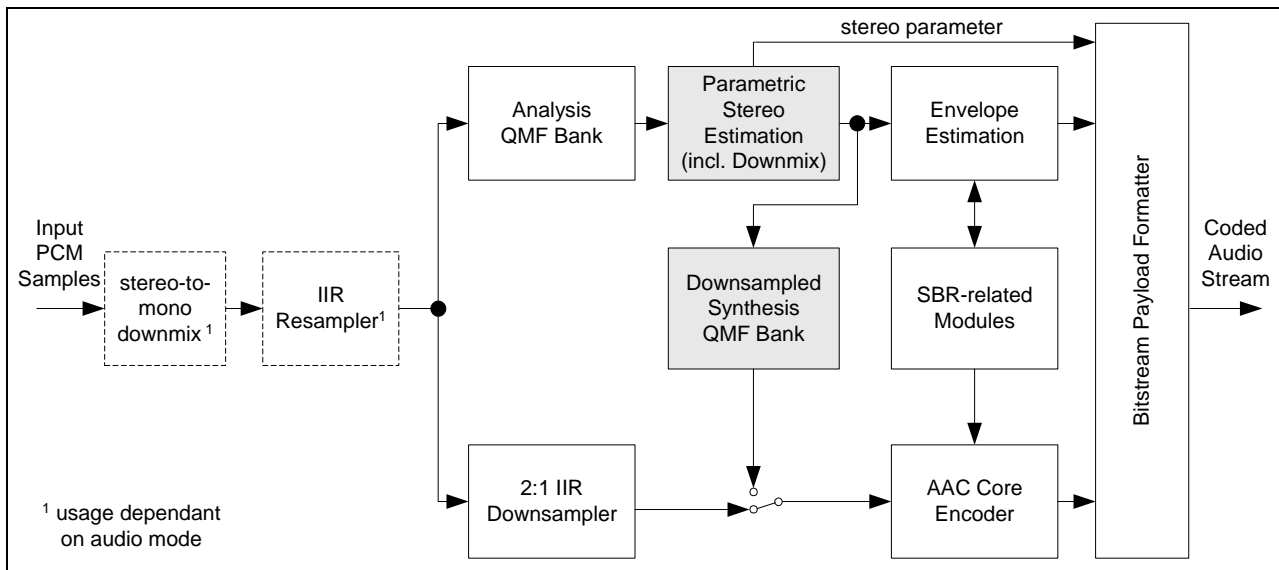 stereo parameter
Parametric
Stereo
Estimation
(incl. Downmix)
Analysis
QMF Bank
Envelope
Estimation
Input
PCM
Samples
stereo-to-
mono
downmix ¹
IIR
Resampler¹
Downsampled
Synthesis
QMF Bank
SBR-related
Modules
Bitstream Payload Formatter
Coded
Audio
Stream
2:1 IIR
Downsampler
AAC Core
Encoder
¹ usage dependant
on audio mode